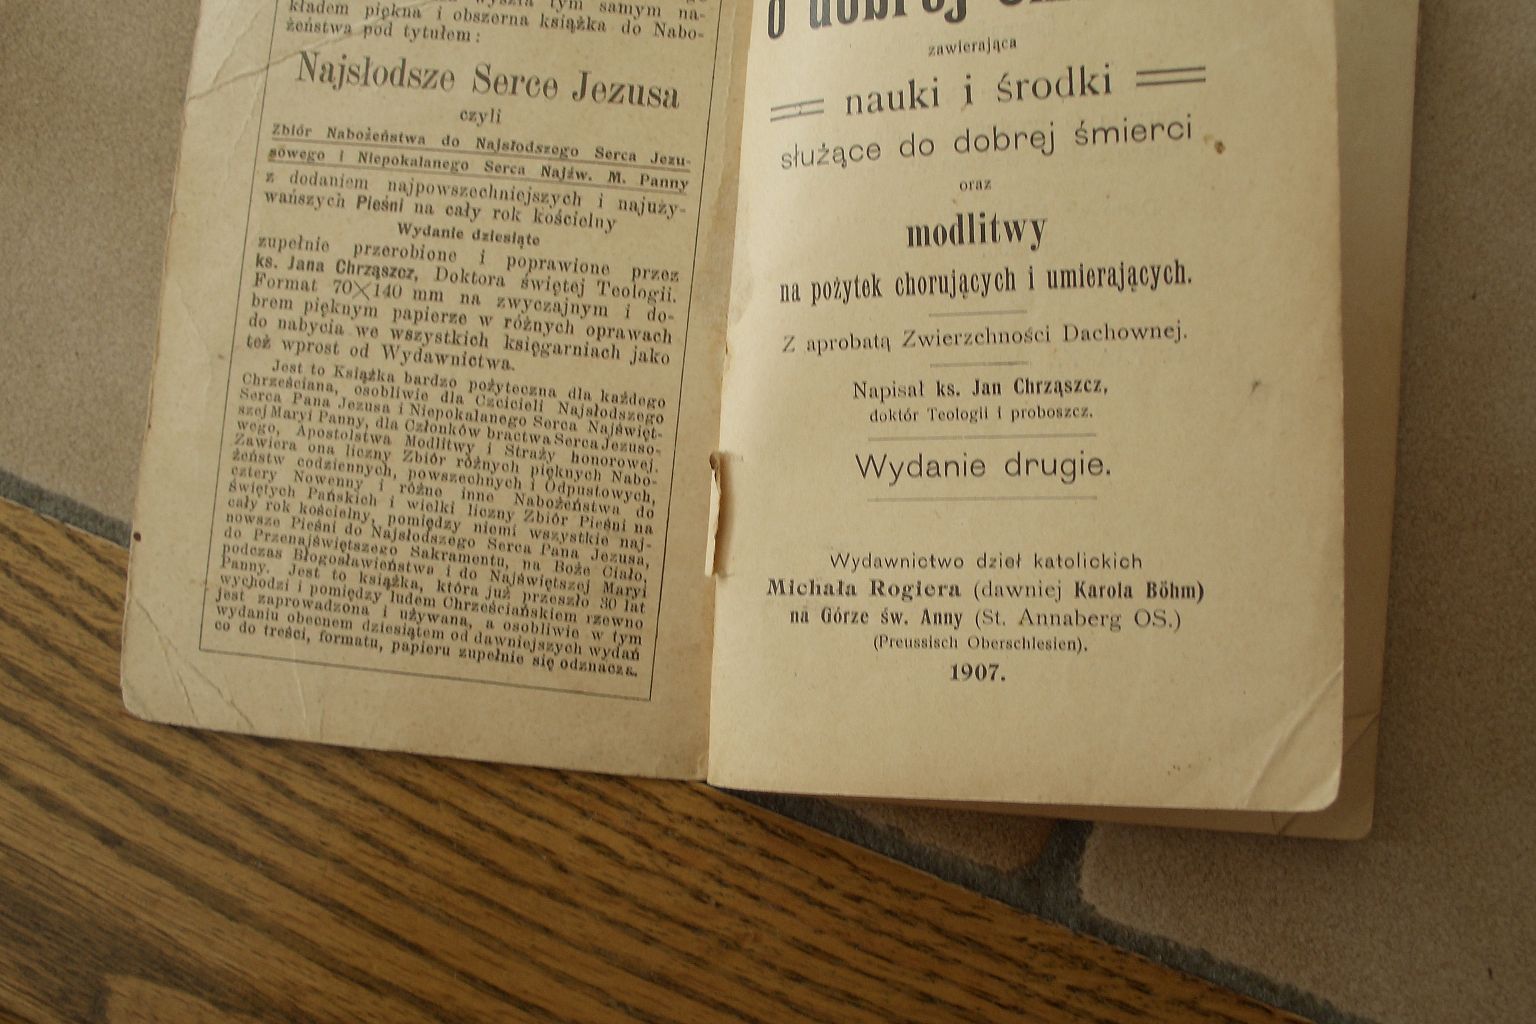 tym samym na-
kładem piękna i obszerna książka do Nabo-
żeństwa pod tytułem:
Najsłodsze Serce Jezusa
czyli
Zbiór Nabożeństwa do Najsłodszego Serca Jezu-
sowego i Niepokalanego Serca Najśw. M. Panny
z dodaniem najpowszechniejszych i najuży-
wańszych Pieśni na cały rok kościelny
Wydanie dziesiąte
zupełnie przerobione i poprawione przez
ks. Jana Chrząszcz, Doktora świętej Teologii.
Format 70×140 mm na zwyczajnym i do-
brem pięknym papierze w różnych oprawach
do nabycia we wszystkich księgarniach jako
też wprost od Wydawnictwa.
Jest to Książka bardzo pożyteczna dla każdego
Chrześciana, osobliwie dla Czcicieli Najsłodszego
Serca Pana Jezusa i Niepokalanego Serca Najświęt-
szej Maryi Panny, dla Członków bractwa Serca Jezuso-
wego, Apostolstwa Modlitwy i Straży honorowej.
Zawiera ona liczny Zbiór różnych pięknych Nabo-
żeństw codziennych, powszechnych i Odpustowych,
cztery Nowenny i różne inne Nabożeństwa do
Świętych Pańskich i wielki liczny Zbiór Pieśni na
cały rok kościelny, pomiędzy niemi wszystkie naj-
nowsze Pieśni do Najsłodszego Serca Pana Jezusa,
do Przenajświętszego Sakramentu, na Boże Ciało,
podczas Błogosławieństwa i do Najświętszej Maryi
Panny. Jest to książka, która już przeszło 30 lat
wychodzi i pomiędzy ludem Chrześciańskiem rzewno
jest zaprowadzona i używana, a osobliwie w tym
wydaniu obecnem dziesiątem od dawniejszych wydań
co do treści, formatu, papieru zupełnie się odznacza.
o dobrej
zawierająca
nauki i środki
służące do dobrej śmierci
oraz
modlitwy
na pożytek chorujących i umierających.
Z aprobatą Zwierzchności Dachownej.
Napisał ks. Jan Chrząszcz,
doktór Teologii i proboszcz.
Wydanie drugie.
Wydawnictwo dzieł katolickich
Michała Rogiera (dawniej Karola Böhm)
na Górze św. Anny (St. Annaberg OS.)
(Preussisch Oberschlesien).
1907.